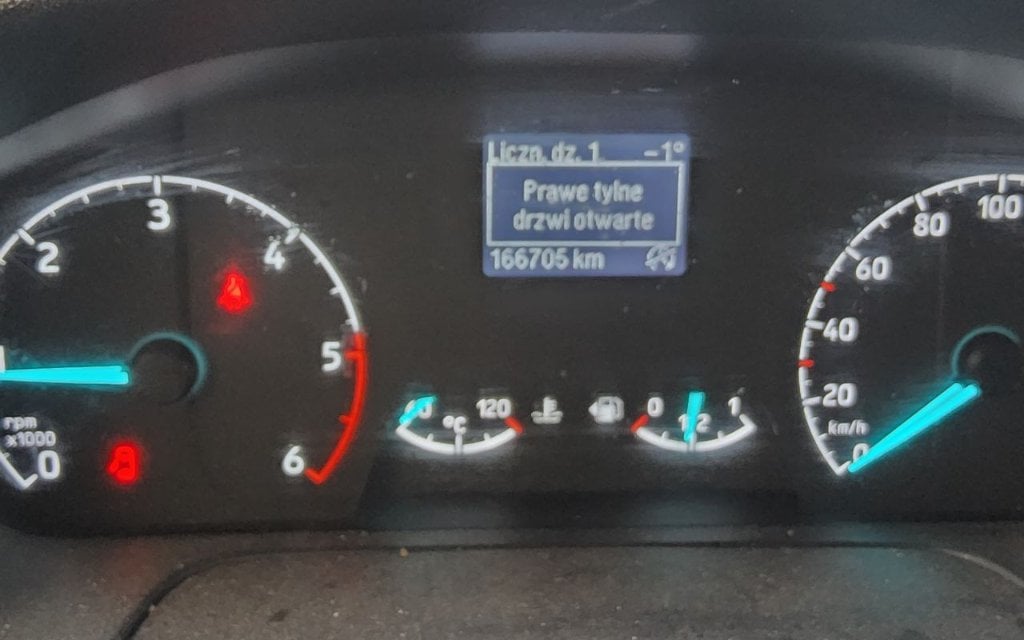 Liczn. dz. 1 -1°
Prawe tylne
drzwi otwarte
166705 km
2
3
4
5
6
0
rpm
x1000
120
°C
0
1/2
1
0
20
40
60
80
100
km/h